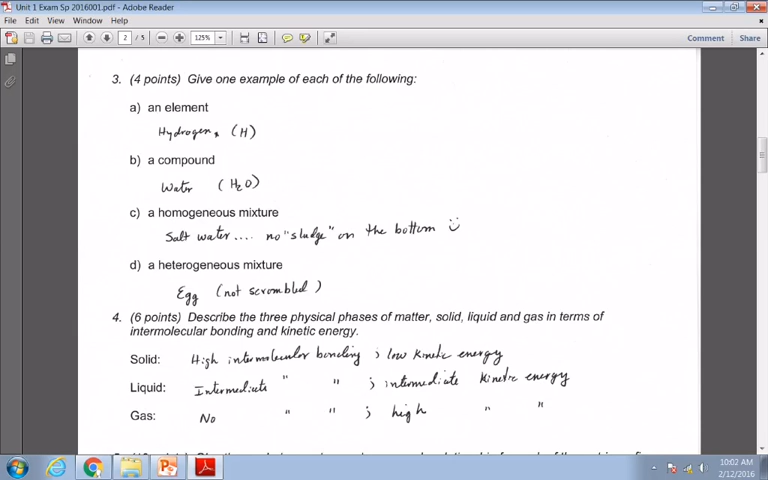 Unit 1 Exam Sp 2016001.pdf - Adobe Reader
File Edit View Window Help
2 / 5 125% Comment Share
3. (4 points) Give one example of each of the following:
a) an element
Hydrogen (H)
b) a compound
Water (H2O)
c) a homogeneous mixture
Salt water.... no "sludge" on the bottom
d) a heterogeneous mixture
Egg (not scrambled)
4. (6 points) Describe the three physical phases of matter, solid, liquid and gas in terms of
intermolecular bonding and kinetic energy.
Solid: High intermolecular bonding ; low kinetic energy
Liquid: Intermediate " " ; intermediate kinetic energy
Gas: No " " ; high " "
10:02 AM
2/12/2016